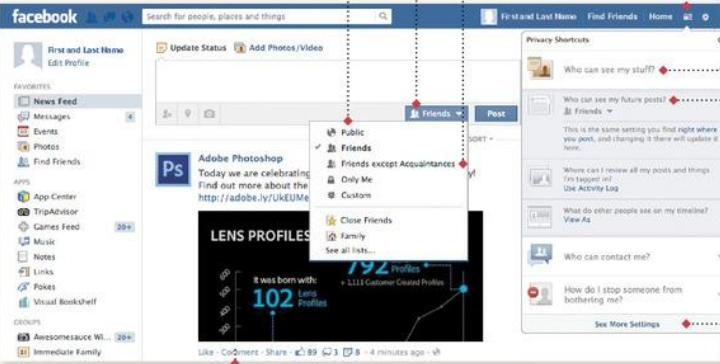 facebook
Search for people, places and things
First and Last Name Find Friends Home
First and Last Name
Edit Profile
FAVORITES
News Feed
Messages 4
Events
Photos
Find Friends
APPS
App Center
TripAdvisor
Games Feed 20+
Music
Notes
Links
Pokes
Visual Bookshelf
GROUPS
Awesomesauce Wi... 20+
Immediate Family
Update Status Add Photos/Video
Friends
Post
SORT
Public
Friends
Friends except Acquaintances
Only Me
Custom
Close Friends
Family
See all lists...
Ps
Adobe Photoshop
Today we are celebrating y!
Find out more about the
http://adobe.ly/UkEUMe
LENS PROFILES
It was born with:
102 Lens Profiles
792 Profiles
+ 1,111 Customer Created Profiles
600
400
300
200
Like · Comment · Share · 89 3 8 · 4 minutes ago ·
Privacy Shortcuts
Who can see my stuff?
Who can see my future posts?
Friends
This is the same setting you find right where
you post, and changing it there will update it
here.
Where can I review all my posts and things
I'm tagged in?
Use Activity Log
What do other people see on my timeline?
View As
Who can contact me?
How do I stop someone from
bothering me?
See More Settings